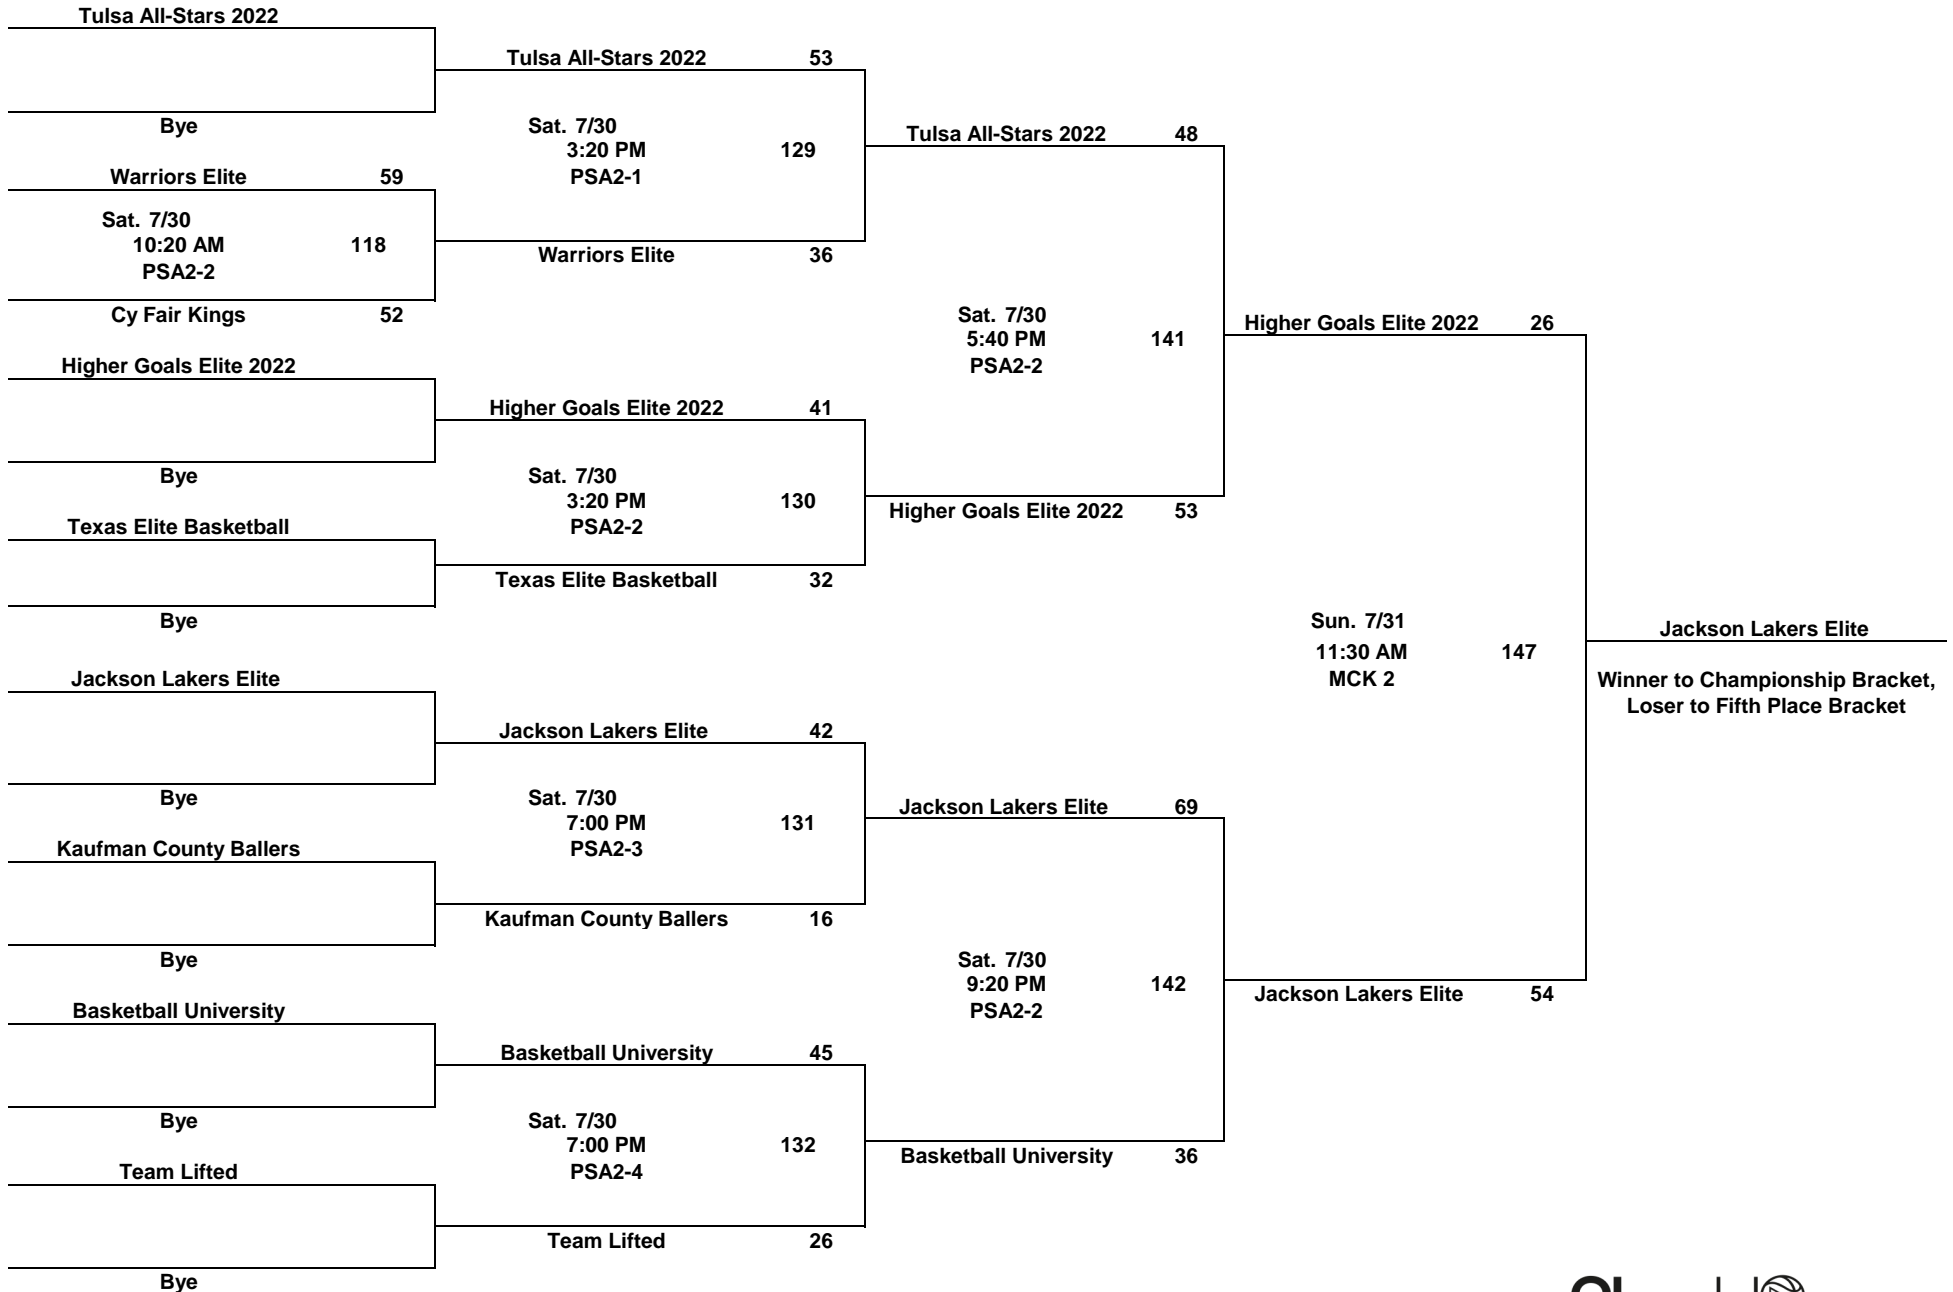 Tulsa All-Stars 2022
Bye
Warriors Elite 59
Sat. 7/30
10:20 AM 118
PSA2-2
Cy Fair Kings 52
Higher Goals Elite 2022
Bye
Texas Elite Basketball
Bye
Jackson Lakers Elite
Bye
Kaufman County Ballers
Bye
Basketball University
Bye
Team Lifted
Bye
Tulsa All-Stars 2022 53
Sat. 7/30
3:20 PM 129
PSA2-1
Warriors Elite 36
Higher Goals Elite 2022 41
Sat. 7/30
3:20 PM 130
PSA2-2
Texas Elite Basketball 32
Jackson Lakers Elite 42
Sat. 7/30
7:00 PM 131
PSA2-3
Kaufman County Ballers 16
Basketball University 45
Sat. 7/30
7:00 PM 132
PSA2-4
Team Lifted 26
Tulsa All-Stars 2022 48
Sat. 7/30
5:40 PM 141
PSA2-2
Higher Goals Elite 2022 53
Jackson Lakers Elite 69
Sat. 7/30
9:20 PM 142
PSA2-2
Basketball University 36
Higher Goals Elite 2022 26
Sun. 7/31
11:30 AM 147
MCK 2
Jackson Lakers Elite 54
Jackson Lakers Elite
Winner to Championship Bracket,
Loser to Fifth Place Bracket